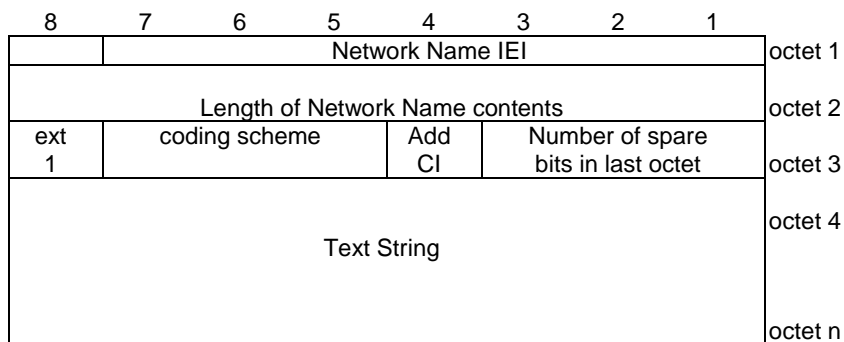 8 7 6 5 4 3 2 1
Network Name IEI octet 1
Length of Network Name contents octet 2
ext coding scheme Add Number of spare
1 CI bits in last octet octet 3
octet 4
Text String
octet n